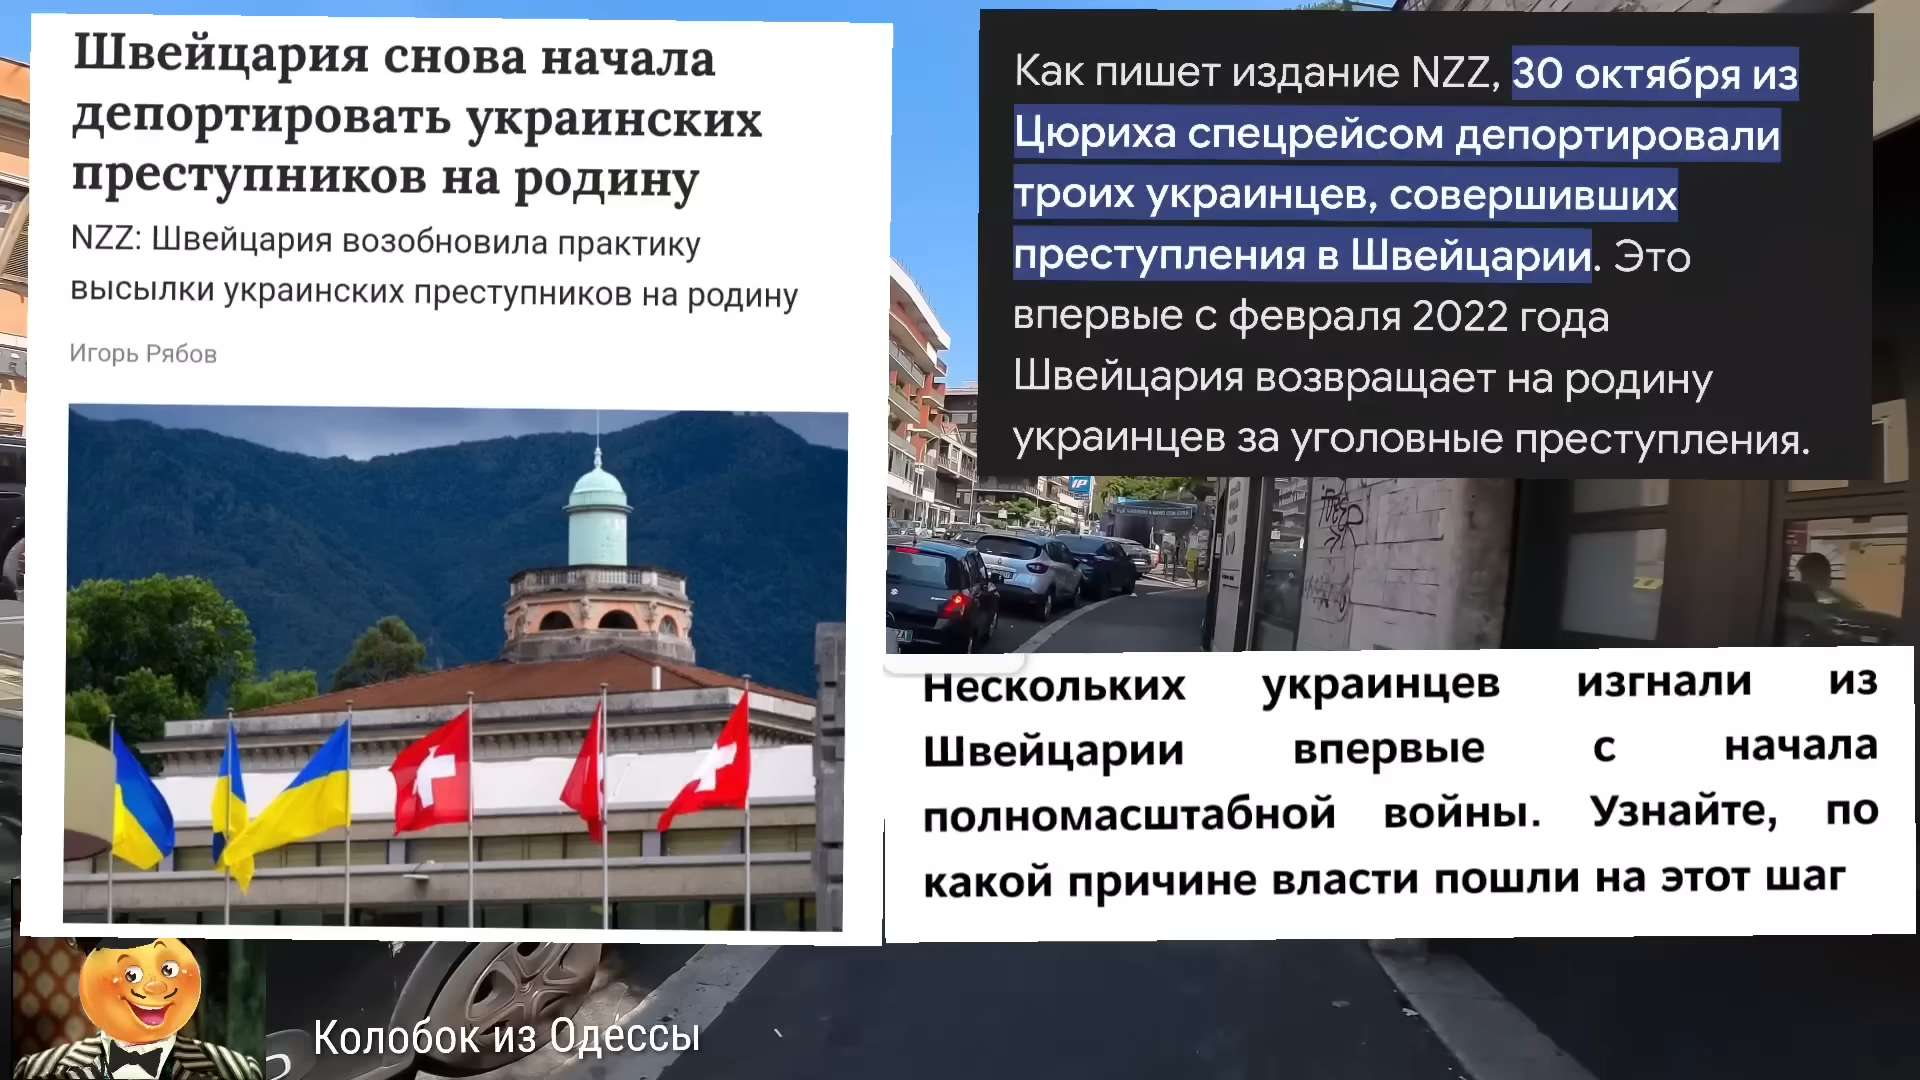 Швейцария снова начала
депортировать украинских
преступников на родину
NZZ: Швейцария возобновила практику
высылки украинских преступников на родину
Игорь Рябов
Как пишет издание NZZ, 30 октября из
Цюриха спецрейсом депортировали
троих украинцев, совершивших
преступления в Швейцарии. Это
впервые с февраля 2022 года
Швейцария возвращает на родину
украинцев за уголовные преступления.
IP
Нескольких украинцев изгнали из
Швейцарии впервые с начала
полномасштабной войны. Узнайте, по
какой причине власти пошли на этот шаг
Колобок из Одессы